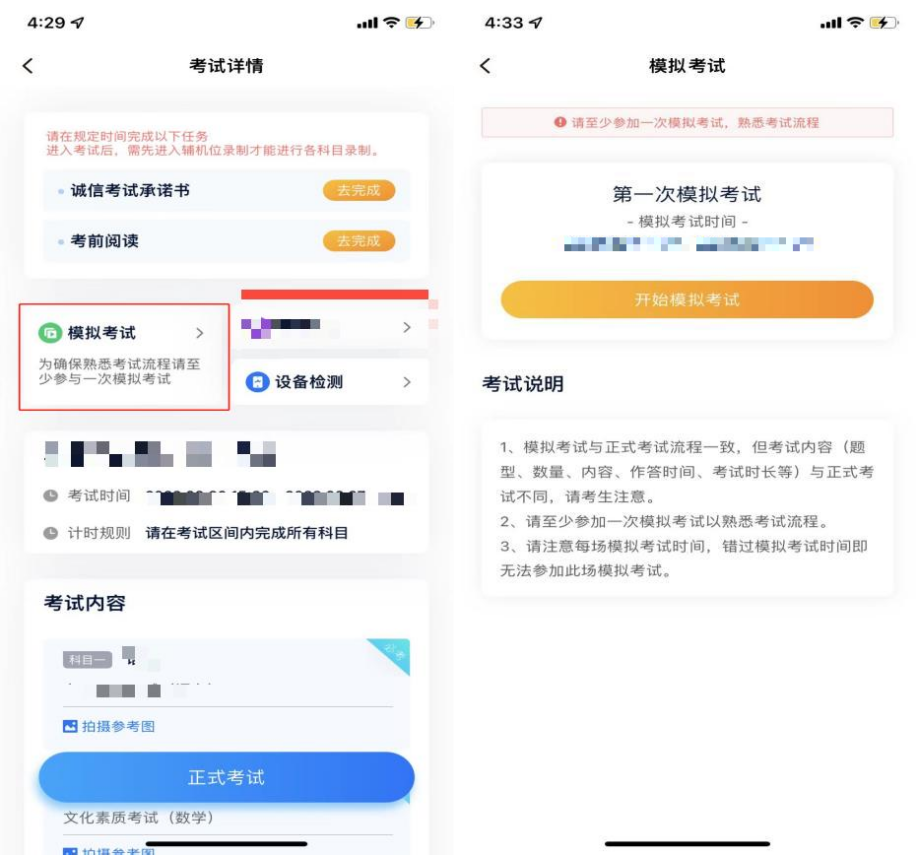 4:29
考试详情
请在规定时间完成以下任务
进入考试后，需先进入辅机位录制才能进行各科目录制。
诚信考试承诺书
去完成
考前阅读
去完成
模拟考试
为确保熟悉考试流程请至
少参与一次模拟考试
设备检测
考试时间
计时规则 请在考试区间内完成所有科目
考试内容
科目一
必考
拍摄参考图
正式考试
文化素质考试（数学）
拍摄参考图
4:33
模拟考试
请至少参加一次模拟考试，熟悉考试流程
第一次模拟考试
- 模拟考试时间 -
开始模拟考试
考试说明
1、模拟考试与正式考试流程一致，但考试内容（题
型、数量、内容、作答时间、考试时长等）与正式考
试不同，请考生注意。
2、请至少参加一次模拟考试以熟悉考试流程。
3、请注意每场模拟考试时间，错过模拟考试时间即
无法参加此场模拟考试。